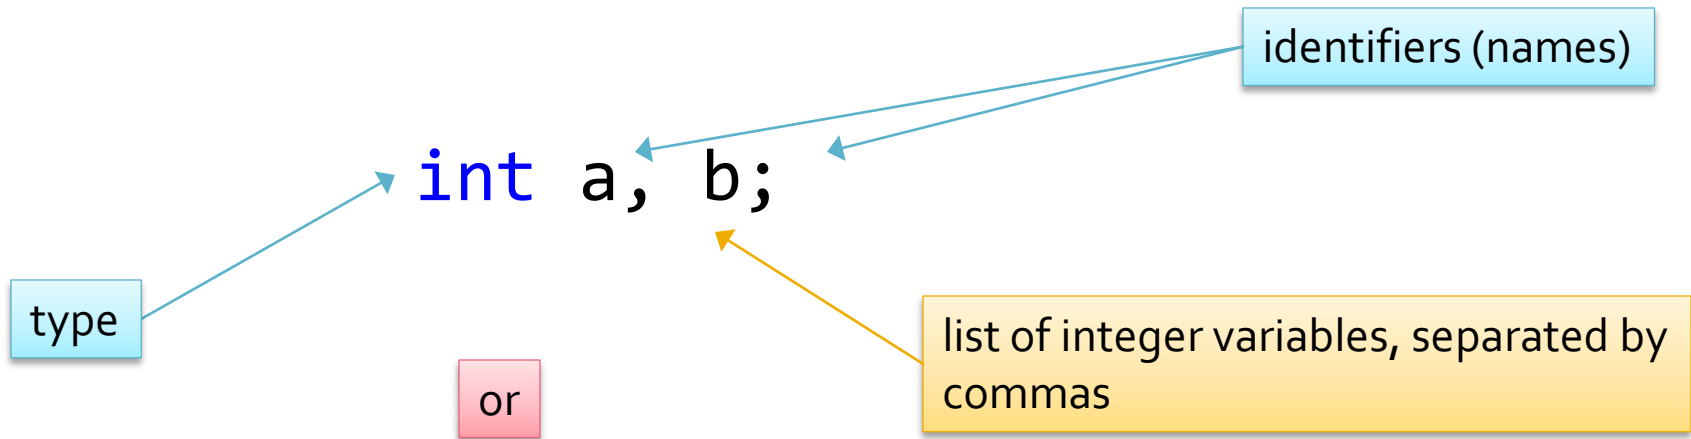 identifiers (names)
int a, b;
type
list of integer variables, separated by
commas
or